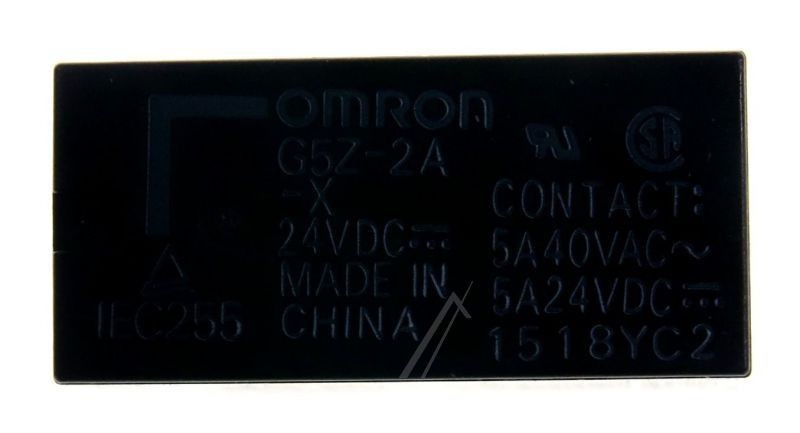 OMRON
G5Z-2A
-X
24VDC⎓
MADE IN
CHINA
IEC255
CONTACT:
5A40VAC~
5A24VDC⎓
1518YC2